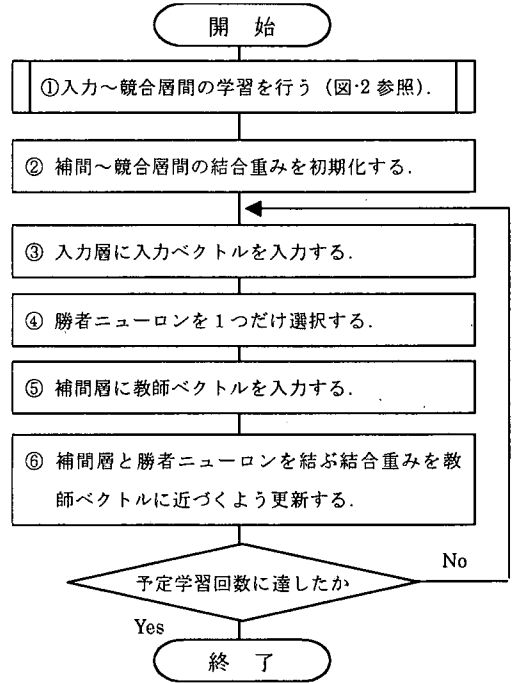 開 始
①入力～競合層間の学習を行う(図·2 参照).
② 補間～競合層間の結合重みを初期化する.
③ 入力層に入力ベクトルを入力する.
④ 勝者ニューロンを1つだけ選択する.
⑤ 補間層に教師ベクトルを入力する.
⑥ 補間層と勝者ニューロンを結ぶ結合重みを教
師ベクトルに近づくよう更新する.
No
予定学習回数に達したか
Yes
終 了